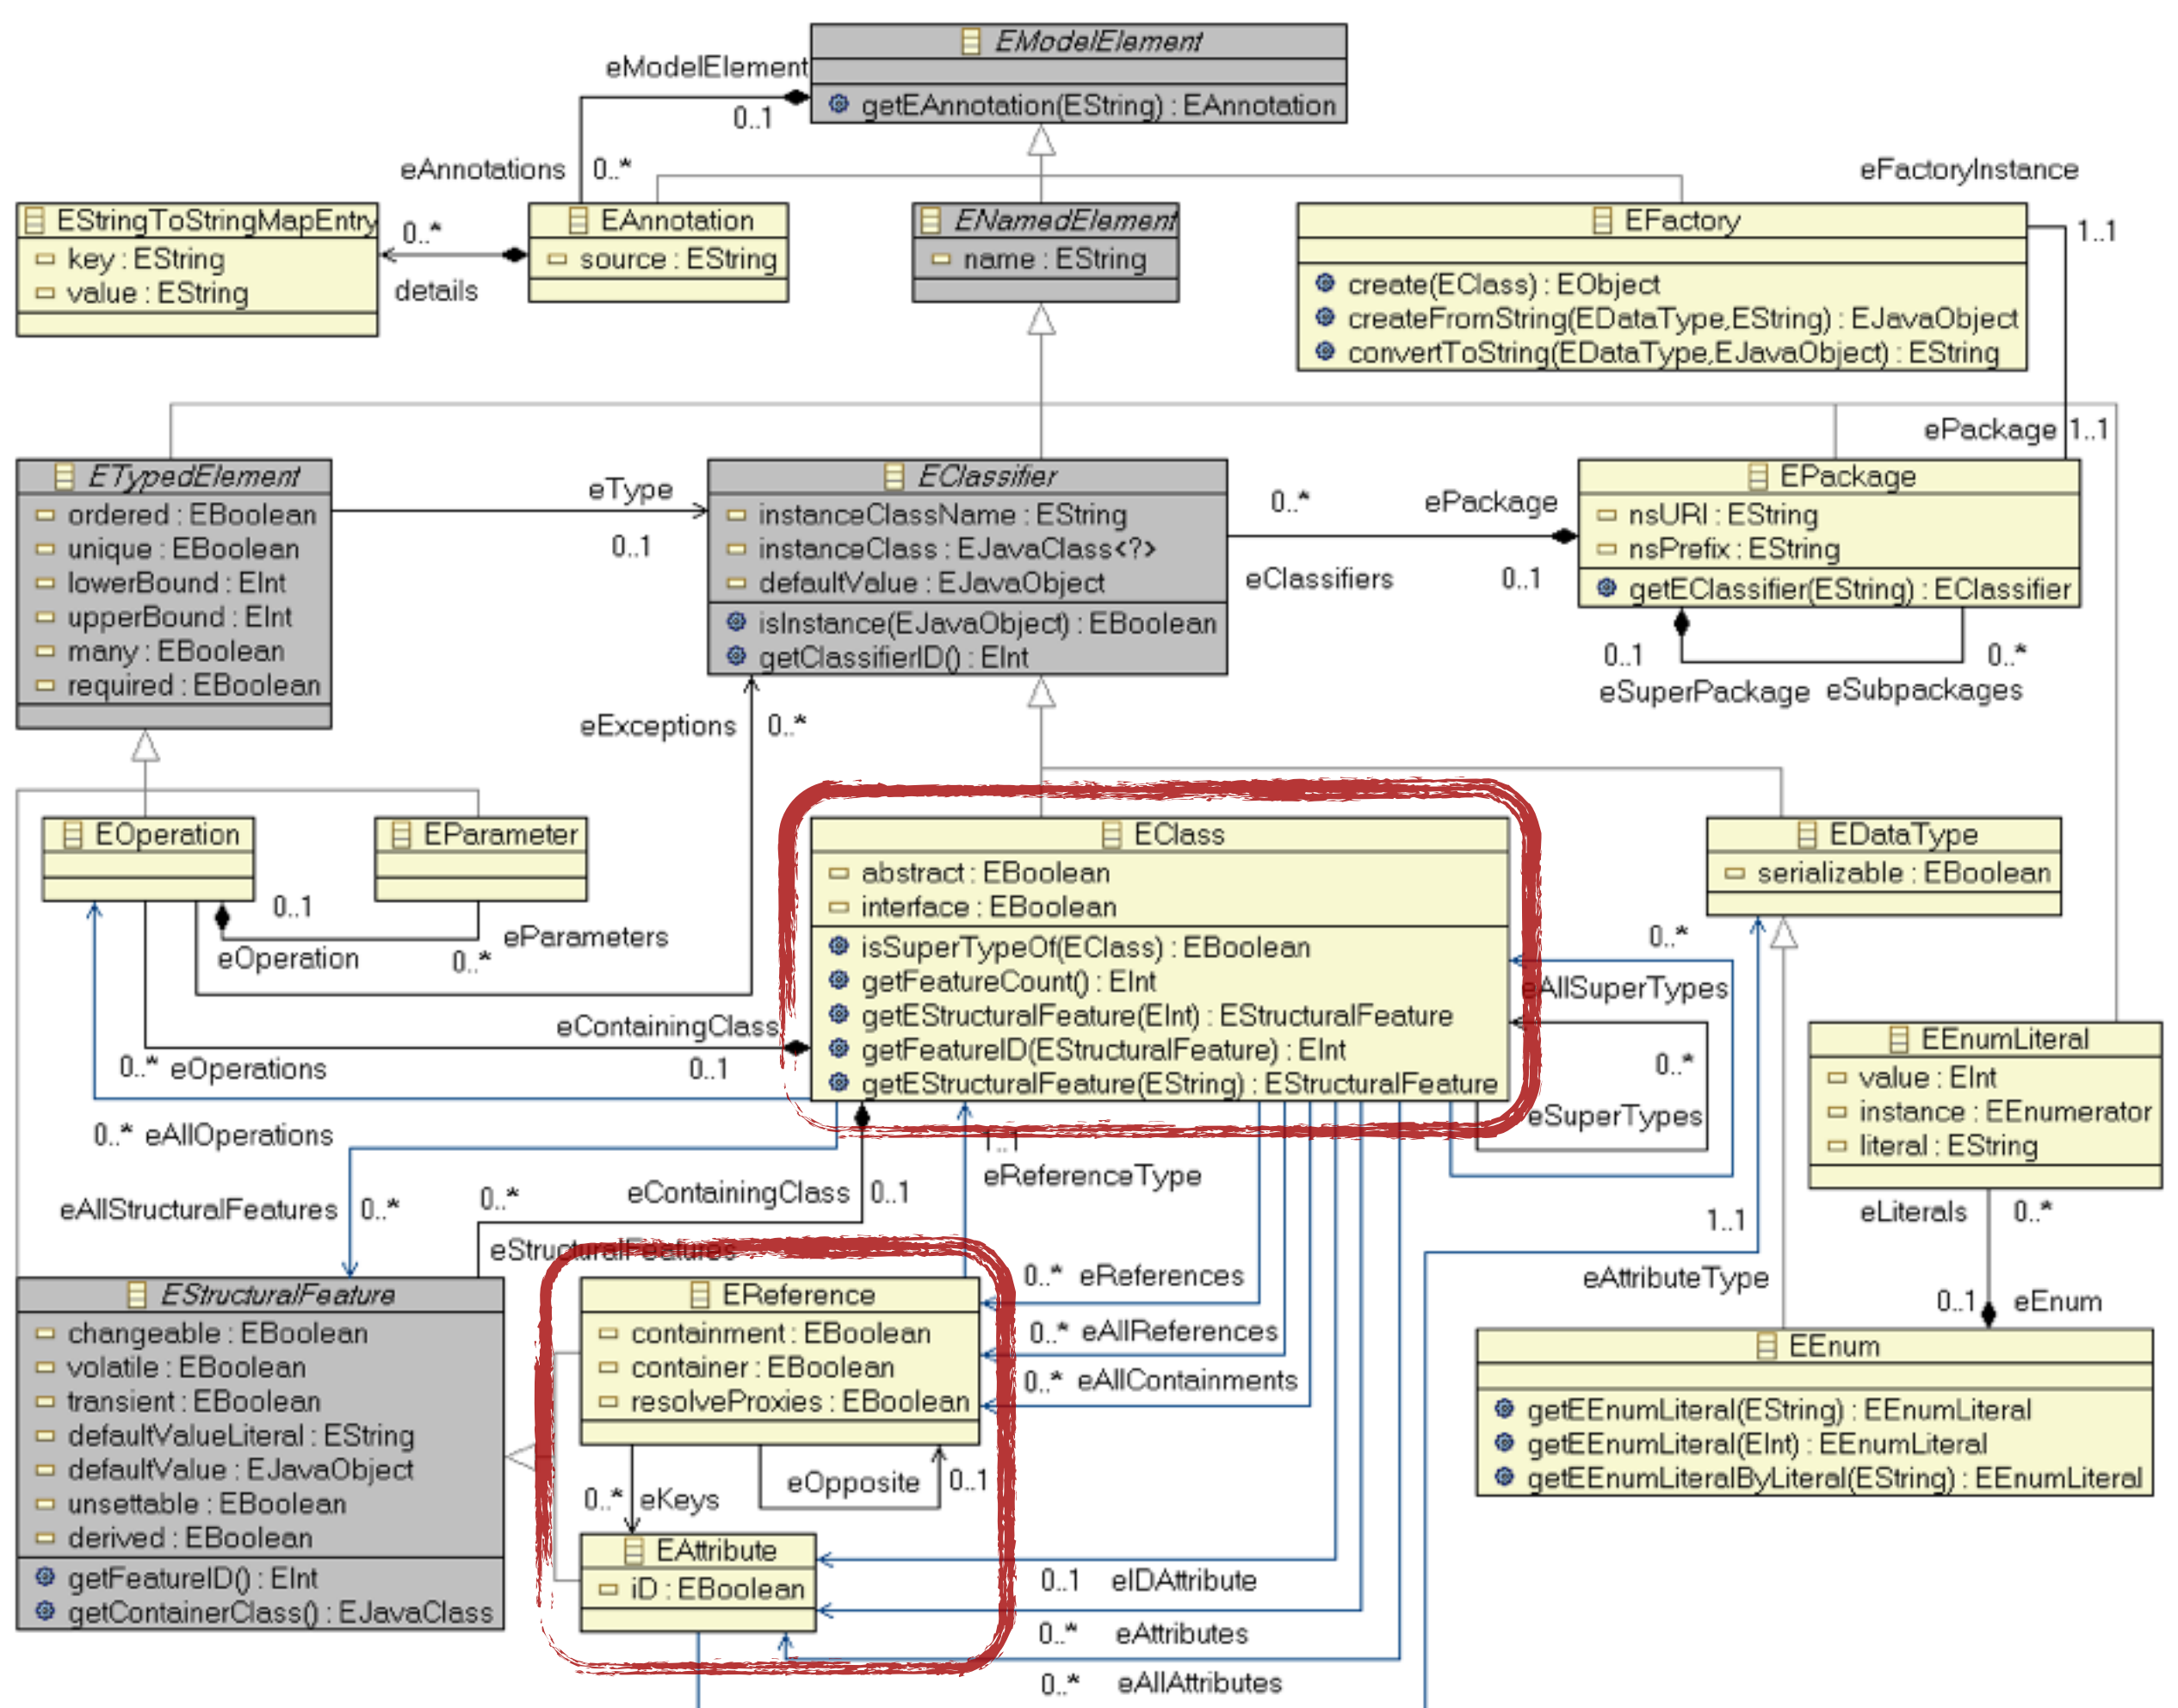 EModelElement
eModelElement
getEAnnotation(EString) : EAnnotation
0..1
eAnnotations
0..*
eFactoryInstance
EStringToStringMapEntry
key : EString
value : EString
0..*
details
EAnnotation
source : EString
ENamedElement
name : EString
EFactory
create(EClass) : EObject
createFromString(EDataType,EString) : EJavaObject
convertToString(EDataType,EJavaObject) : EString
1..1
ePackage
1..1
ETypedElement
ordered : EBoolean
unique : EBoolean
lowerBound : EInt
upperBound : EInt
many : EBoolean
required : EBoolean
eType
0..1
EClassifier
instanceClassName : EString
instanceClass : EJavaClass<?>
defaultValue : EJavaObject
isInstance(EJavaObject) : EBoolean
getClassifierID() : EInt
0..*
ePackage
eClassifiers
0..1
EPackage
nsURI : EString
nsPrefix : EString
getEClassifier(EString) : EClassifier
0..1
0..*
eSuperPackage
eSubpackages
eExceptions
0..*
EOperation
EParameter
0..1
eOperation
0..*
eParameters
EClass
abstract : EBoolean
interface : EBoolean
isSuperTypeOf(EClass) : EBoolean
getFeatureCount() : EInt
getEStructuralFeature(EInt) : EStructuralFeature
getFeatureID(EStructuralFeature) : EInt
getEStructuralFeature(EString) : EStructuralFeature
EDataType
serializable : EBoolean
0..*
eAllSuperTypes
0..*
eSuperTypes
eContainingClass
0..*
eOperations
0..1
0..*
eAllOperations
EEnumLiteral
value : EInt
instance : EEnumerator
literal : EString
eAllStructuralFeatures
0..*
0..*
eContainingClass
0..1
1..1
eReferenceType
eStructuralFeatures
1..1
eAttributeType
eLiterals
0..*
0..1
eEnum
EStructuralFeature
changeable : EBoolean
volatile : EBoolean
transient : EBoolean
defaultValueLiteral : EString
defaultValue : EJavaObject
unsettable : EBoolean
derived : EBoolean
getFeatureID() : EInt
getContainerClass() : EJavaClass
EReference
containment : EBoolean
container : EBoolean
resolveProxies : EBoolean
0..*
eReferences
0..*
eAllReferences
0..*
eAllContainments
0..*
eKeys
eOpposite
0..1
EAttribute
iD : EBoolean
0..1
eIDAttribute
0..*
eAttributes
0..*
eAllAttributes
EEnum
getEEnumLiteral(EString) : EEnumLiteral
getEEnumLiteral(EInt) : EEnumLiteral
getEEnumLiteralByLiteral(EString) : EEnumLiteral